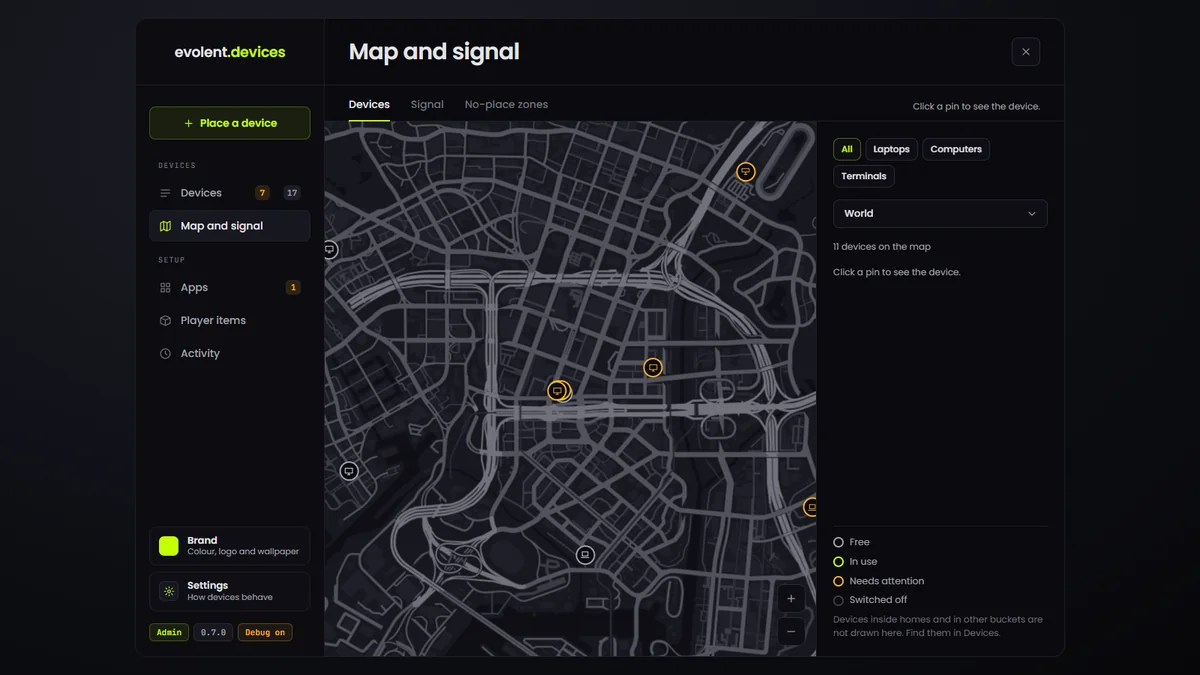 evolent.devices
Map and signal
Place a device
Devices
Signal
No-place zones
Click a pin to see the device.
DEVICES
Devices 7 17
Map and signal
SETUP
Apps 1
Player items
Activity
All
Laptops
Computers
Terminals
World
11 devices on the map
Click a pin to see the device.
Brand
Colour, logo and wallpaper
Settings
How devices behave
Admin
0.7.0
Debug on
+
−
Free
In use
Needs attention
Switched off
Devices inside homes and in other buckets are
not drawn here. Find them in Devices.